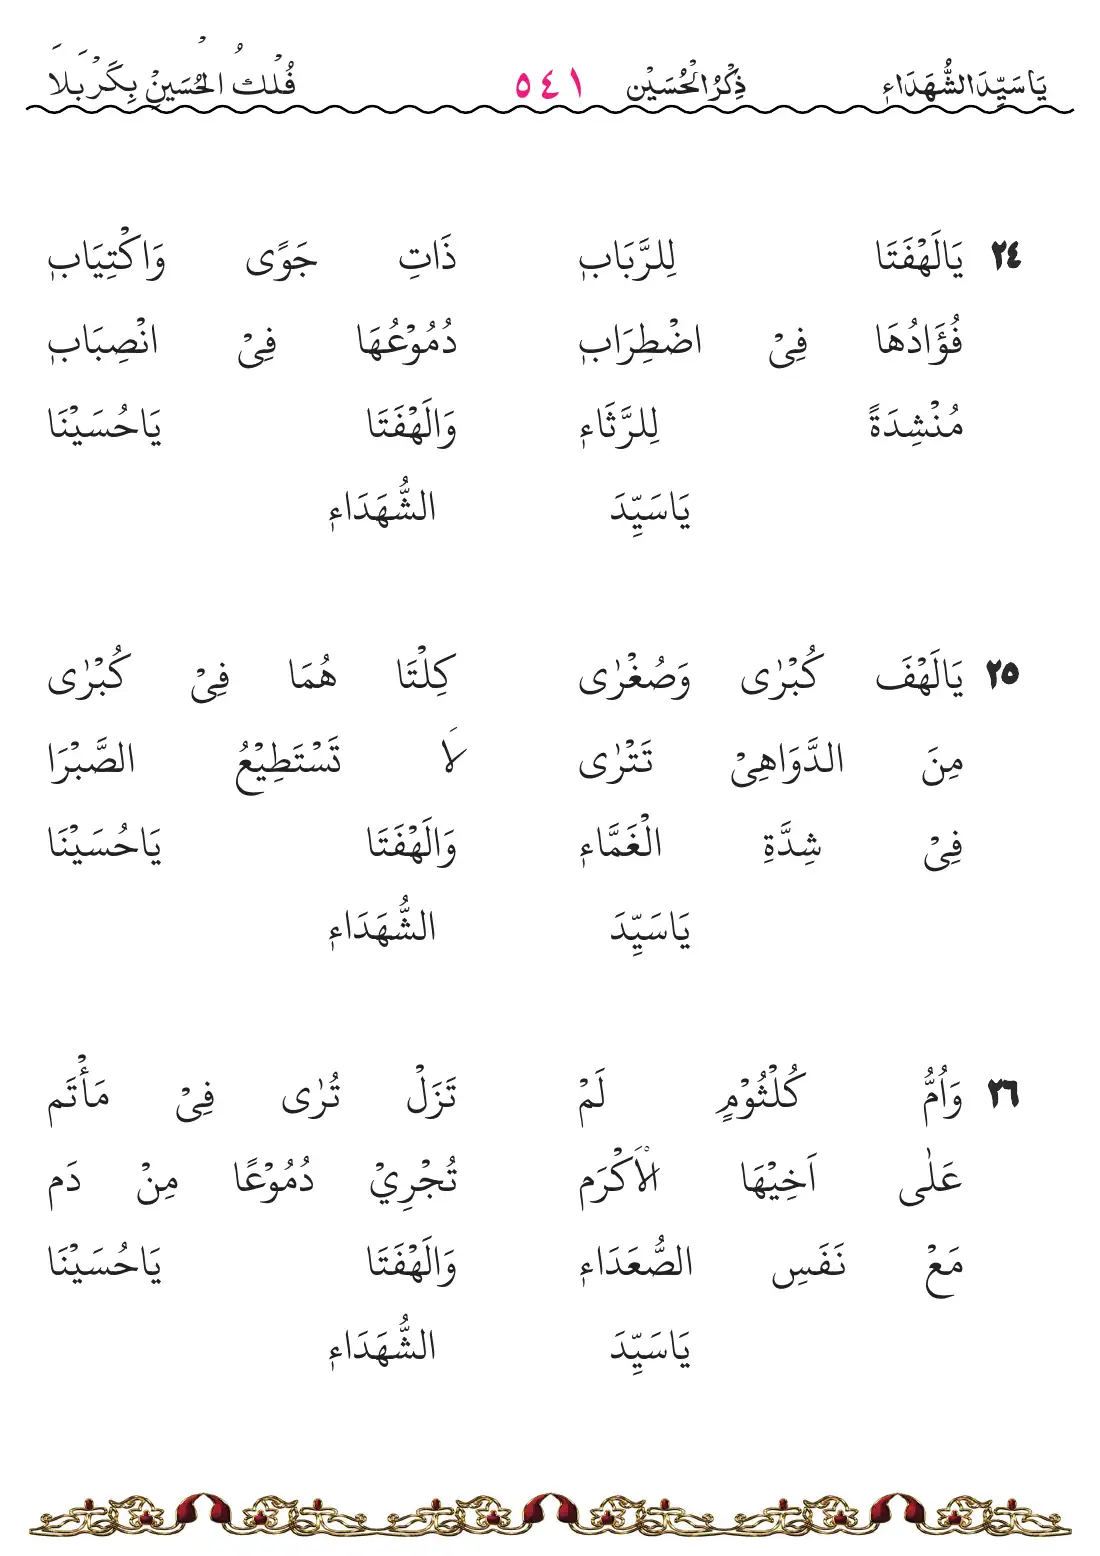 يَاسَيِّدَالشُّهَدَاءِ ذِكْرُالْحُسَيْن ٥٤١ فُلْكُ الْحُسَيْنْ بِكَرْبَلَا
٢٤ يَالَهْفَتَا لِلرَّبَابِ ذَاتِ جَوًى وَاكْتِيَابِ
فُؤَادُهَا فِيْ اضْطِرَابِ دُمُوْعُهَا فِيْ انْصِبَابِ
مُنْشِدَةً لِلرَّثَاءِ وَالَهْفَتَا يَاحُسَيْنَا
يَاسَيِّدَ الشُّهَدَاءِ
٢٥ يَالَهْفَ كُبْرٰى وَصُغْرٰى كِلْتَا هُمَا فِيْ كُبْرٰى
مِنَ الدَّوَاهِيْ تَتْرٰى لَا تَسْتَطِيْعُ الصَّبْرَا
فِيْ شِدَّةِ الْغَمَّاءِ وَالَهْفَتَا يَاحُسَيْنَا
يَاسَيِّدَ الشُّهَدَاءِ
٢٦ وَاُمُّ كُلْثُوْمٍ لَمْ تَزَلْ تُرٰى فِيْ مَأْتَم
عَلٰى اَخِيْهَا الْاَكْرَم تُجْرِيْ دُمُوْعًا مِنْ دَم
مَعْ نَفَسِ الصُّعَدَاءِ وَالَهْفَتَا يَاحُسَيْنَا
يَاسَيِّدَ الشُّهَدَاءِ